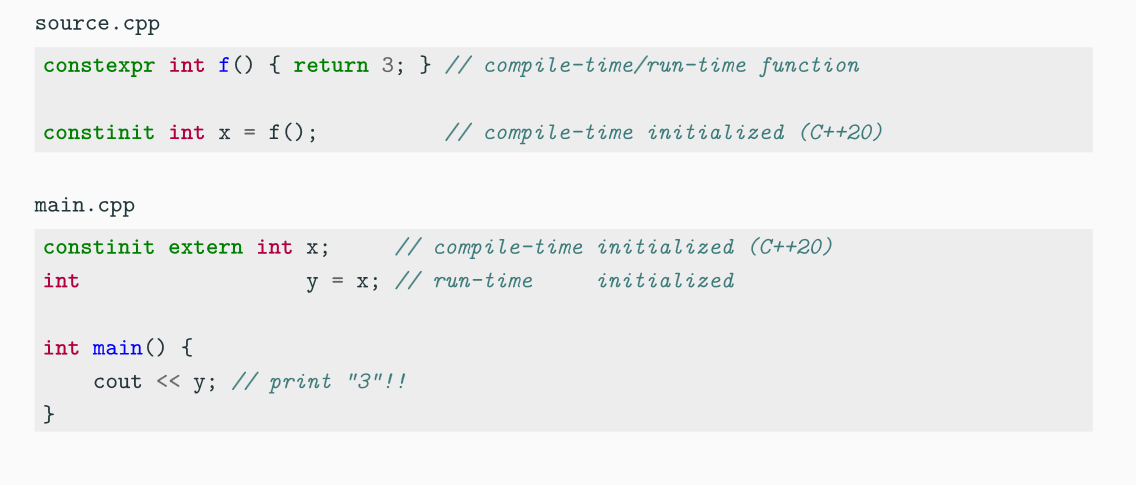 source.cpp
constexpr int f() { return 3; } // compile-time/run-time function
constinit int x = f();          // compile-time initialized (C++20)
main.cpp
constinit extern int x;     // compile-time initialized (C++20)
int                  y = x; // run-time     initialized
int main() {
    cout << y; // print "3"!!
}